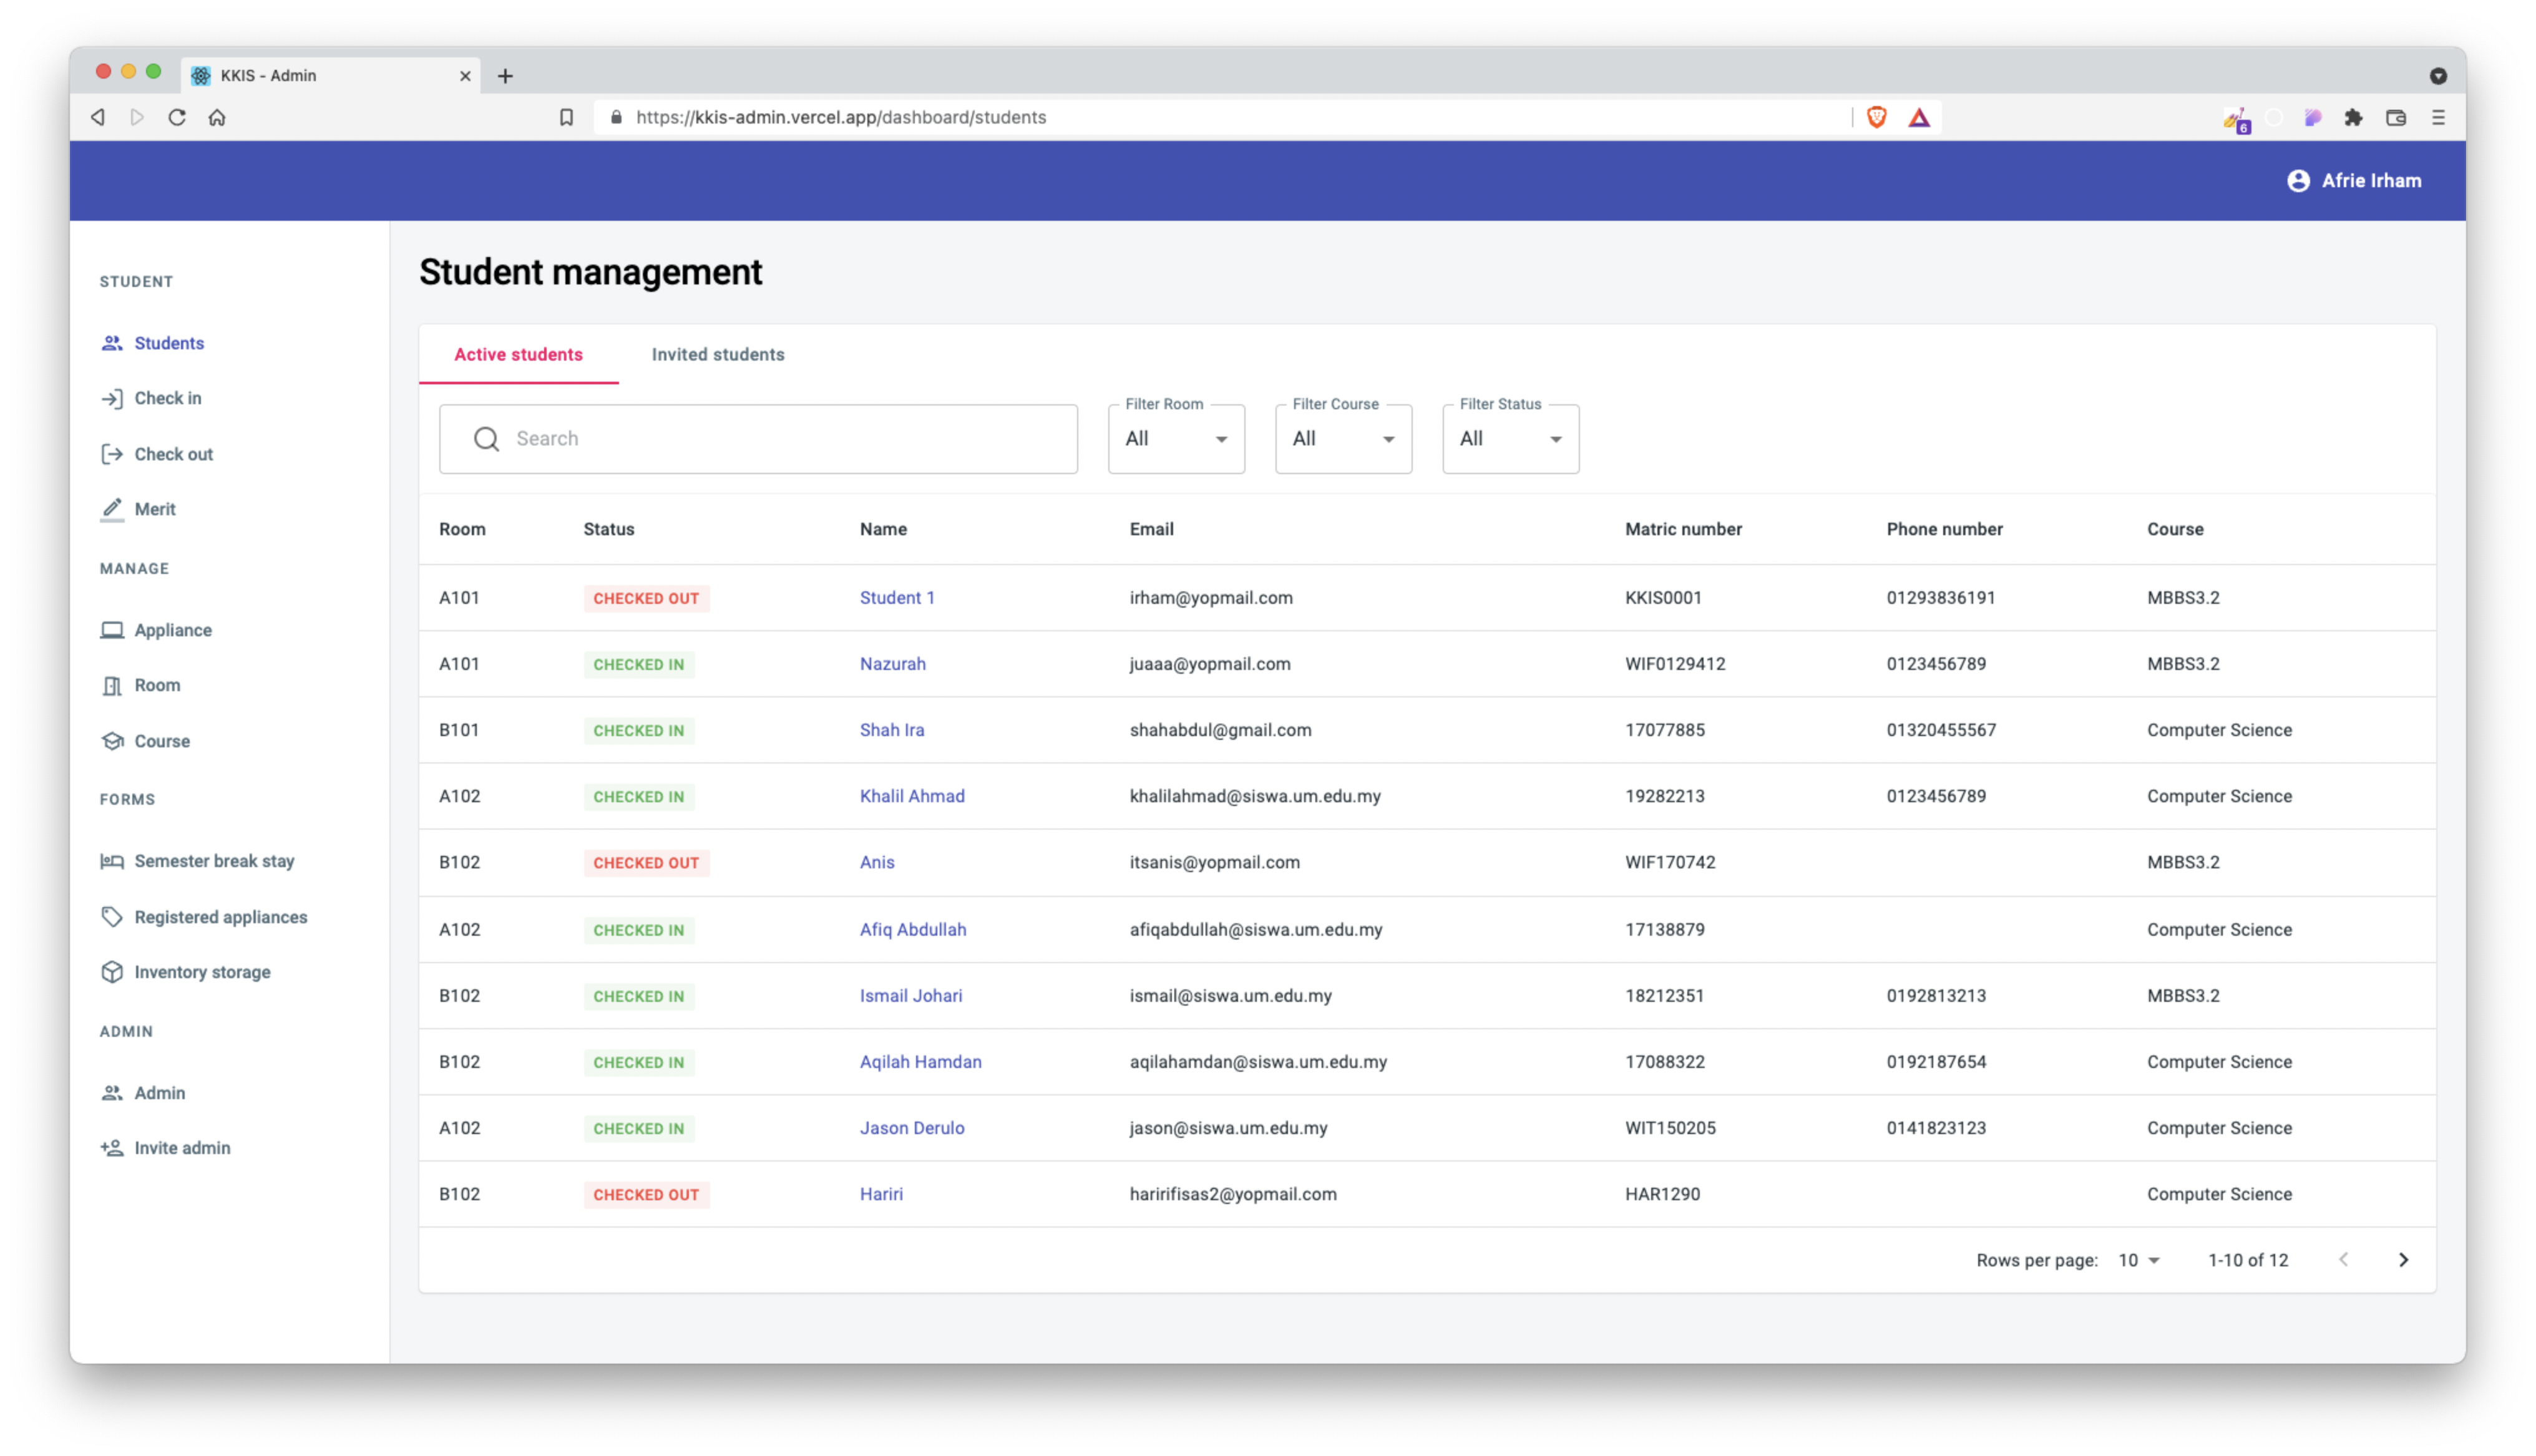 KKIS - Admin
https://kkis-admin.vercel.app/dashboard/students
6
Afrie Irham
STUDENT
Students
Check in
Check out
Merit
MANAGE
Appliance
Room
Course
FORMS
Semester break stay
Registered appliances
Inventory storage
ADMIN
Admin
Invite admin
Student management
Active students Invited students
Search
Filter Room Filter Course Filter Status
All All All
Room Status Name Email Matric number Phone number Course
A101 CHECKED OUT Student 1 irham@yopmail.com KKIS0001 01293836191 MBBS3.2
A101 CHECKED IN Nazurah juaaa@yopmail.com WIF0129412 0123456789 MBBS3.2
B101 CHECKED IN Shah Ira shahabdul@gmail.com 17077885 01320455567 Computer Science
A102 CHECKED IN Khalil Ahmad khalilahmad@siswa.um.edu.my 19282213 0123456789 Computer Science
B102 CHECKED OUT Anis itsanis@yopmail.com WIF170742 MBBS3.2
A102 CHECKED IN Afiq Abdullah afiqabdullah@siswa.um.edu.my 17138879 Computer Science
B102 CHECKED IN Ismail Johari ismail@siswa.um.edu.my 18212351 0192813213 MBBS3.2
B102 CHECKED IN Aqilah Hamdan aqilahamdan@siswa.um.edu.my 17088322 0192187654 Computer Science
A102 CHECKED IN Jason Derulo jason@siswa.um.edu.my WIT150205 0141823123 Computer Science
B102 CHECKED OUT Hariri haririfisas2@yopmail.com HAR1290 Computer Science
Rows per page: 10 1-10 of 12